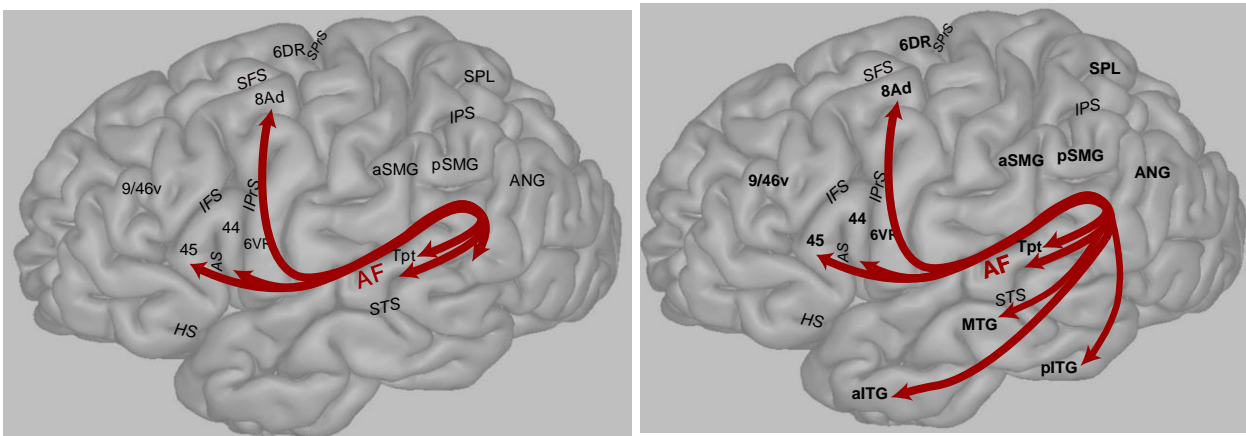 6DR
SPrS
SFS
8Ad
SPL
IPS
aSMG
pSMG
9/46v
ANG
IFS
IPrS
44
45
AS
6VR
Tpt
AF
STS
HS
6DR
SPrS
SFS
8Ad
SPL
IPS
aSMG
pSMG
9/46v
ANG
IFS
IPrS
44
45
AS
6VR
Tpt
AF
STS
MTG
HS
pITG
aITG